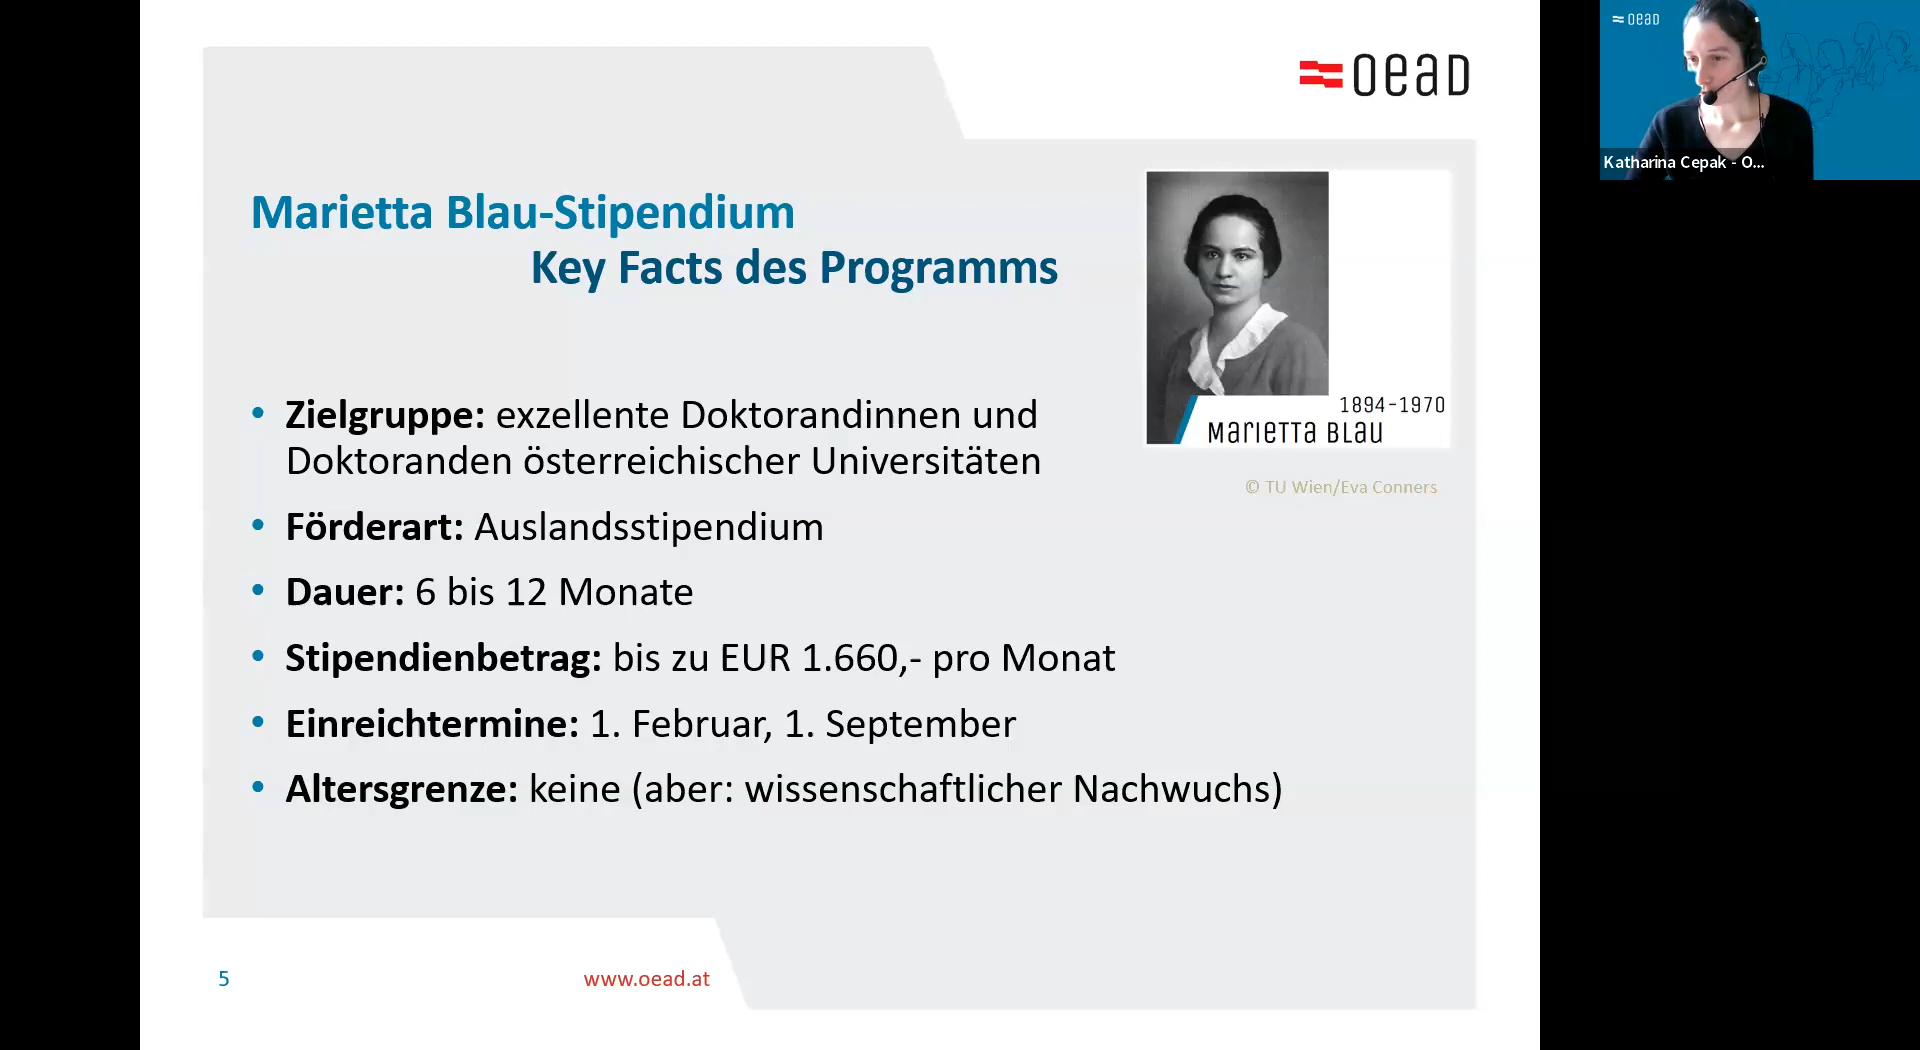 oead
Marietta Blau-Stipendium
Key Facts des Programms
• Zielgruppe: exzellente Doktorandinnen und
Doktoranden österreichischer Universitäten
• Förderart: Auslandsstipendium
• Dauer: 6 bis 12 Monate
• Stipendienbetrag: bis zu EUR 1.660,- pro Monat
• Einreichtermine: 1. Februar, 1. September
• Altersgrenze: keine (aber: wissenschaftlicher Nachwuchs)
1894-1970
Marietta Blau
© TU Wien/Eva Conners
5
www.oead.at
oead
Katharina Cepak - O...